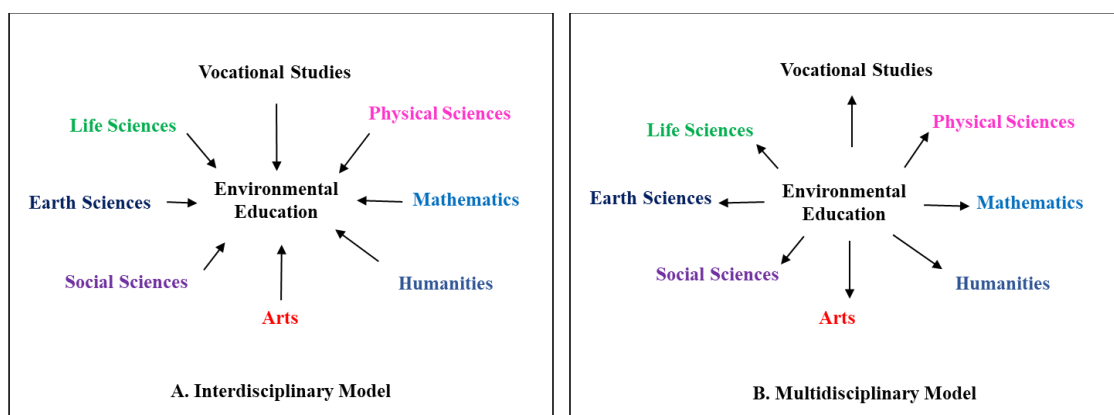 Vocational Studies
Life Sciences
Physical Sciences
Environmental
Education
Earth Sciences
Mathematics
Social Sciences
Humanities
Arts
A. Interdisciplinary Model
Vocational Studies
Life Sciences
Physical Sciences
Environmental
Education
Earth Sciences
Mathematics
Social Sciences
Humanities
Arts
B. Multidisciplinary Model